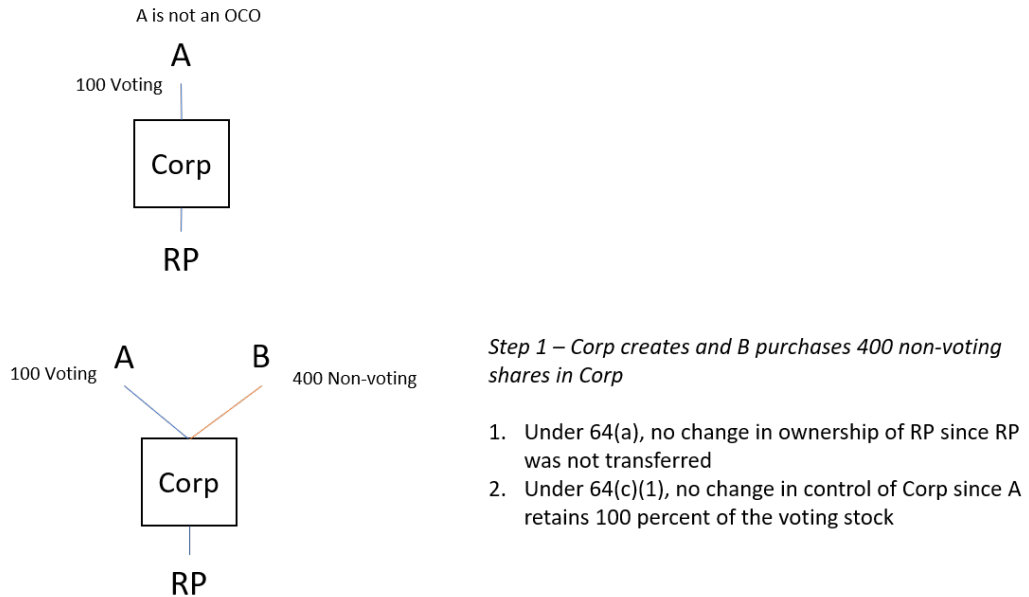 A is not an OCO
A
100 Voting
Corp
RP
A
B
100 Voting
400 Non-voting
Corp
RP
Step 1 – Corp creates and B purchases 400 non-voting
shares in Corp
1. Under 64(a), no change in ownership of RP since RP
was not transferred
2. Under 64(c)(1), no change in control of Corp since A
retains 100 percent of the voting stock